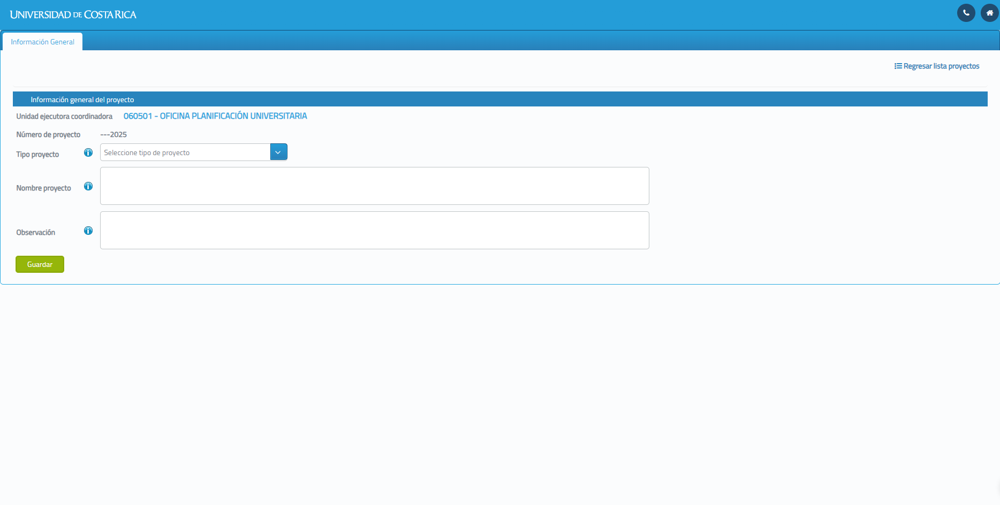 UNIVERSIDAD DE COSTA RICA
Información General
Regresar lista proyectos
Información general del proyecto
Unidad ejecutora coordinadora 060501 - OFICINA PLANIFICACIÓN UNIVERSITARIA
Número de proyecto ---2025
Tipo proyecto Seleccione tipo de proyecto
Nombre proyecto
Observación
Guardar